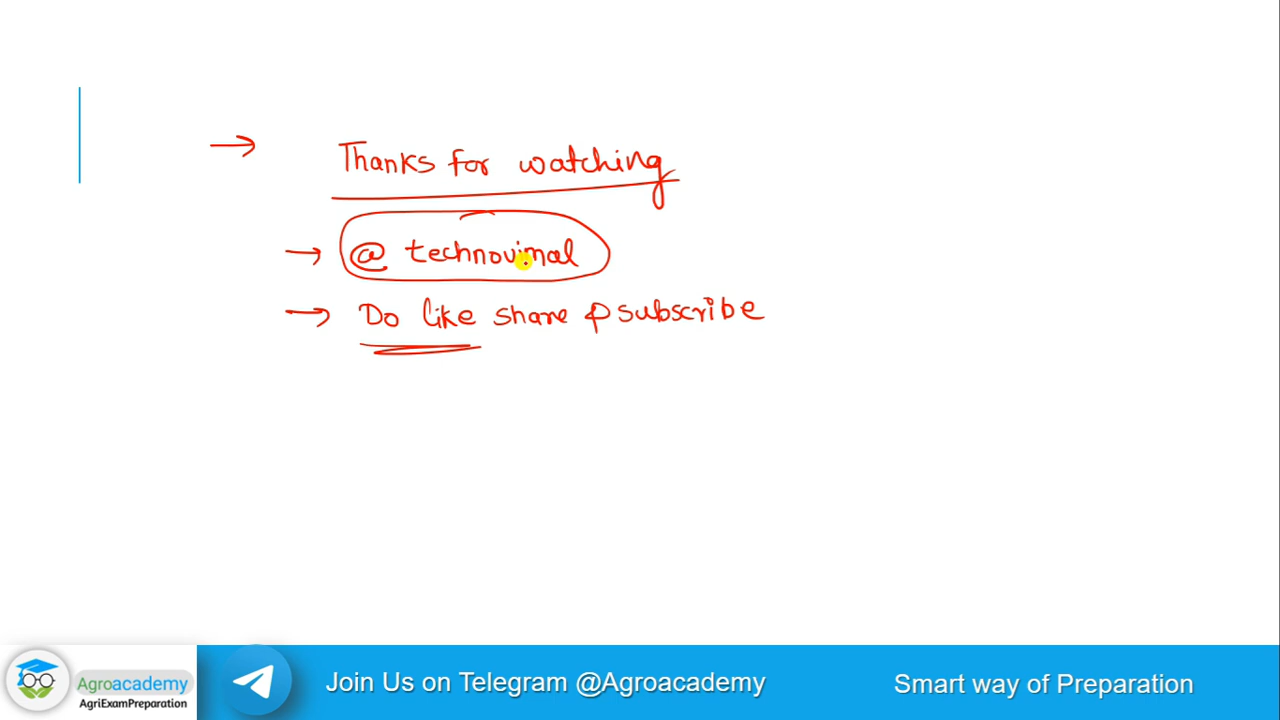 → Thanks for watching
→ @ technovimal
→ Do like share & subscribe
Agroacademy
AgriExamPreparation
Join Us on Telegram @Agroacademy
Smart way of Preparation